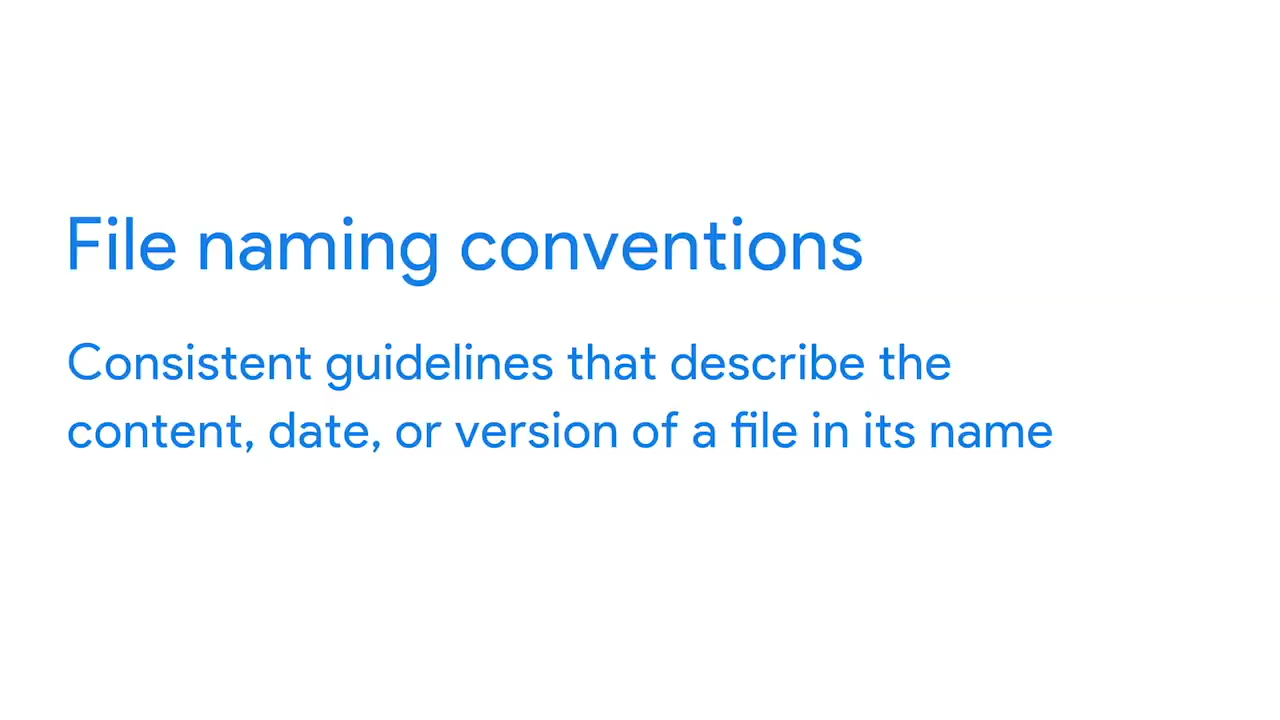 File naming conventions
Consistent guidelines that describe the
content, date, or version of a file in its name